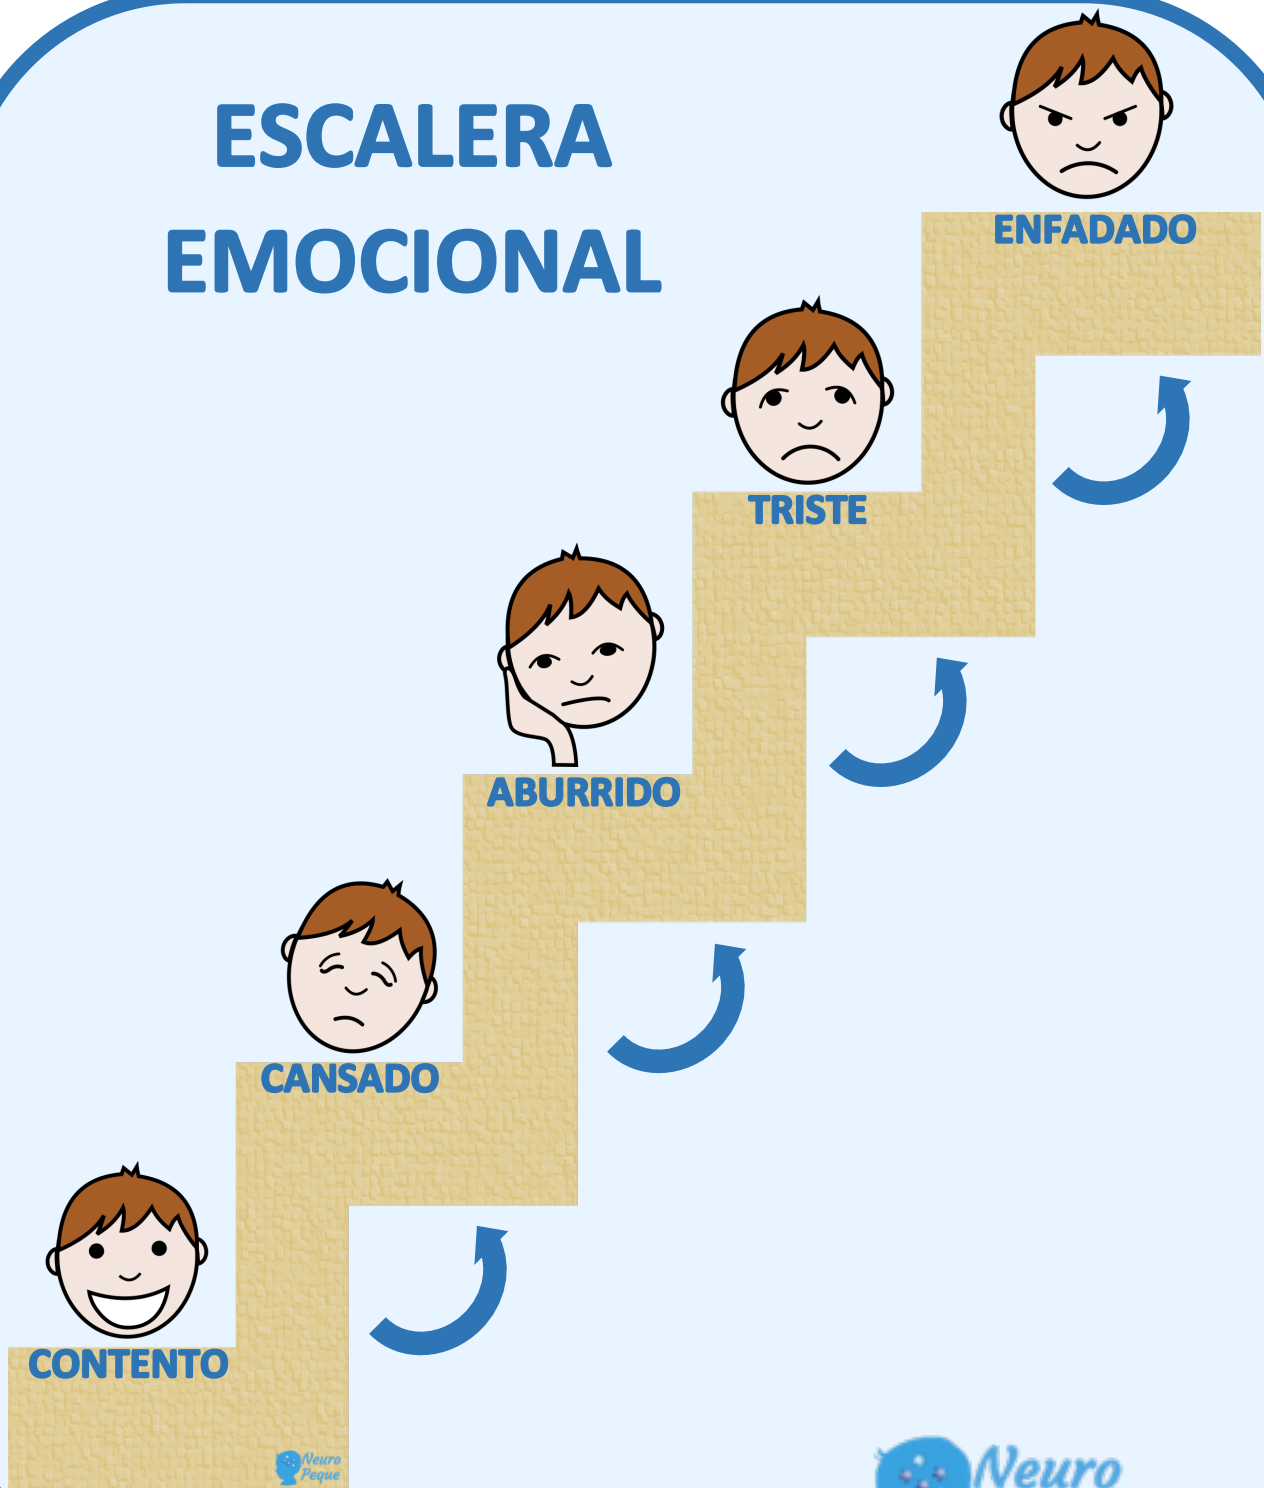 ESCALERA
EMOCIONAL
ENFADADO
TRISTE
ABURRIDO
CANSADO
CONTENTO
Neuro
Peque
Neuro